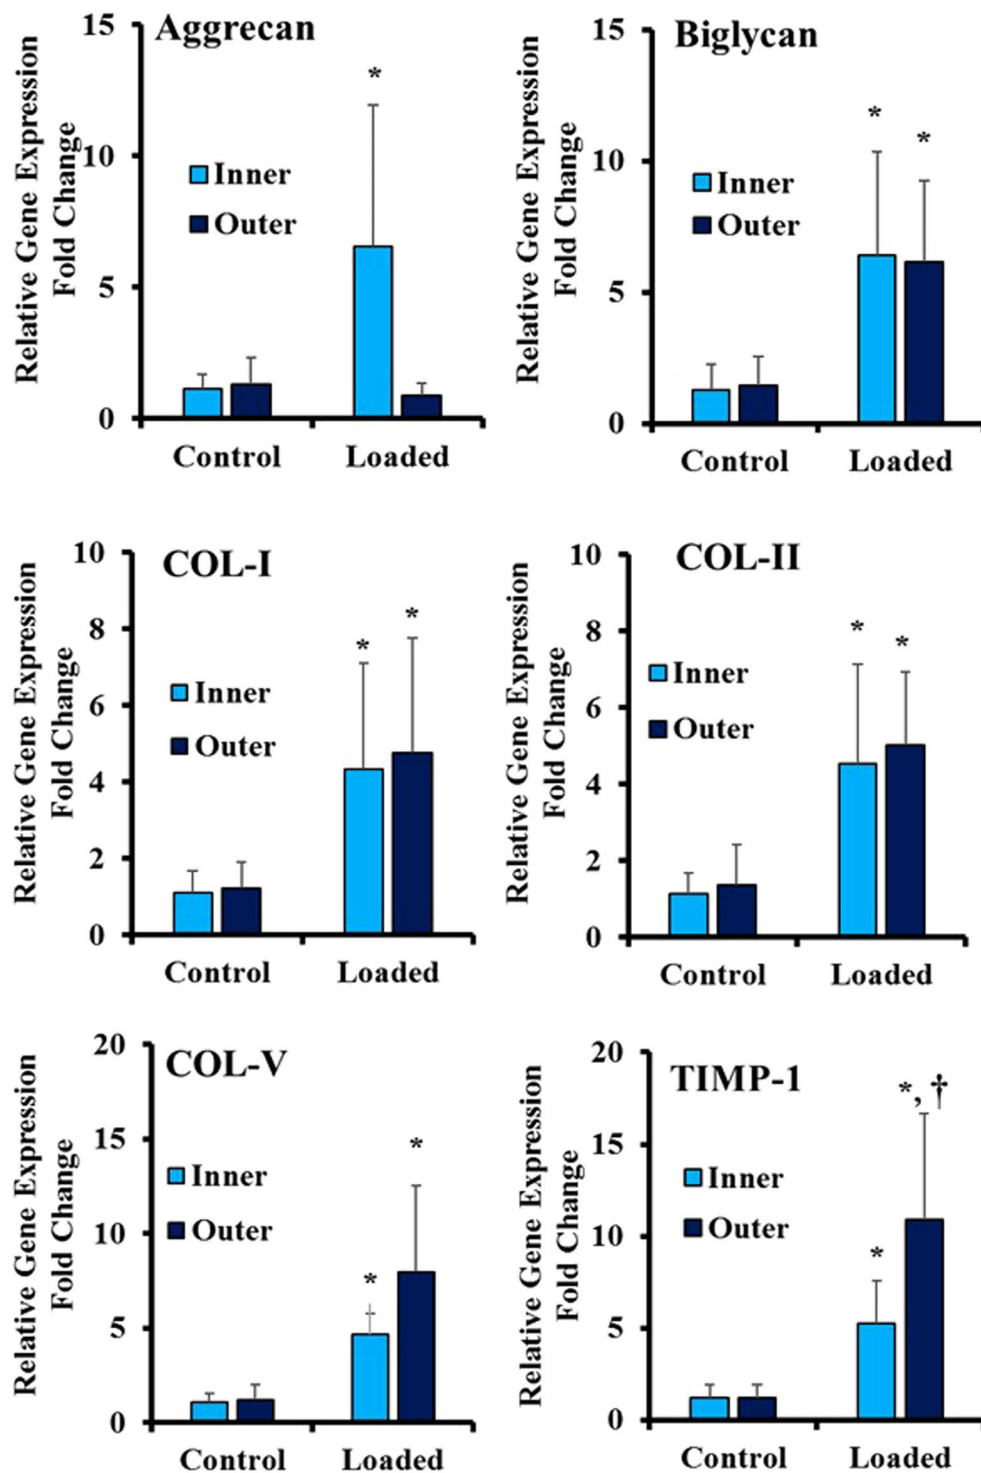 Aggrecan
Relative Gene Expression
Fold Change
15
10
5
0
Inner
Outer
*
Control
Loaded
Biglycan
Relative Gene Expression
Fold Change
15
10
5
0
Inner
Outer
*
*
Control
Loaded
COL-I
Relative Gene Expression
Fold Change
10
8
6
4
2
0
Inner
Outer
*
*
Control
Loaded
COL-II
Relative Gene Expression
Fold Change
10
8
6
4
2
0
Inner
Outer
*
*
Control
Loaded
COL-V
Relative Gene Expression
Fold Change
20
15
10
5
0
Inner
Outer
*
*
Control
Loaded
TIMP-1
Relative Gene Expression
Fold Change
20
15
10
5
0
Inner
Outer
*
*, †
Control
Loaded